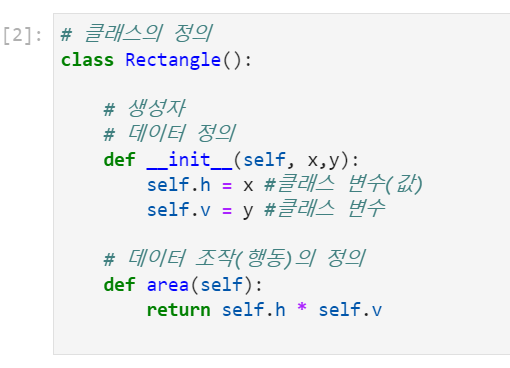 [2]: # 클래스의 정의
class Rectangle():
# 생성자
# 데이터 정의
def __init__(self, x,y):
self.h = x #클래스 변수(값)
self.v = y #클래스 변수
# 데이터 조작(행동)의 정의
def area(self):
return self.h * self.v